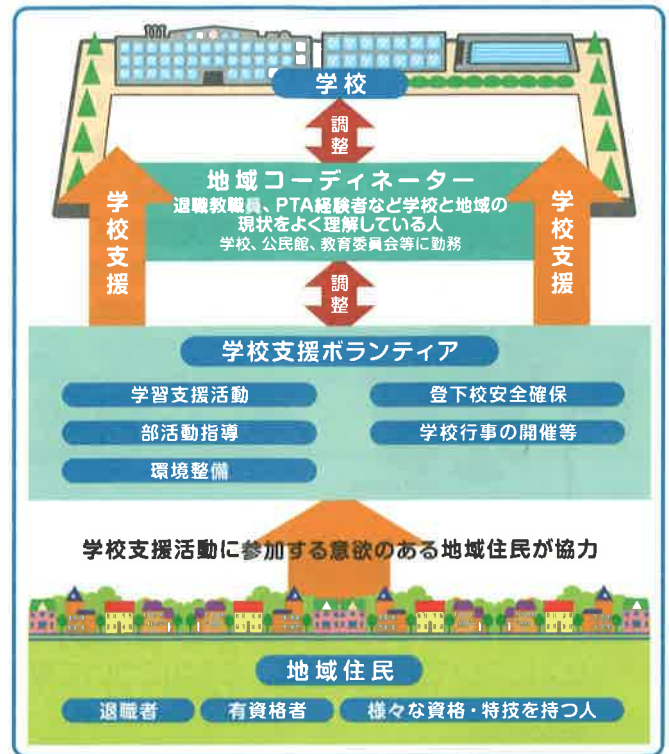 学校
調整
地域コーディネーター
退職教職員、PTA経験者など学校と地域の
現状をよく理解している人
学校、公民館、教育委員会等に勤務
学校支援
学校支援
調整
学校支援ボランティア
学習支援活動
登下校安全確保
部活動指導
学校行事の開催等
環境整備
学校支援活動に参加する意欲のある地域住民が協力
地域住民
退職者
有資格者
様々な資格・特技を持つ人